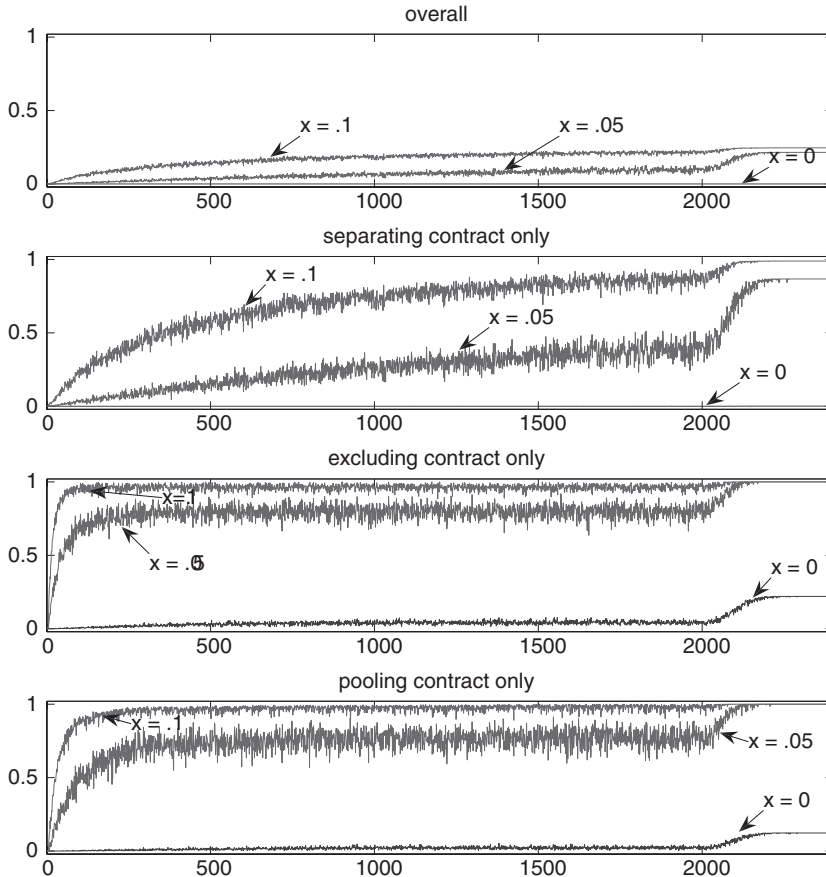 overall
1
0.5
0
x = .1
x = .05
x = 0
0 500 1000 1500 2000
separating contract only
1
0.5
0
x = .1
x = .05
x = 0
0 500 1000 1500 2000
excluding contract only
1
0.5
0
x=.1
x = .05
x = 0
0 500 1000 1500 2000
pooling contract only
1
0.5
0
x = .1
x = .05
x = 0
0 500 1000 1500 2000